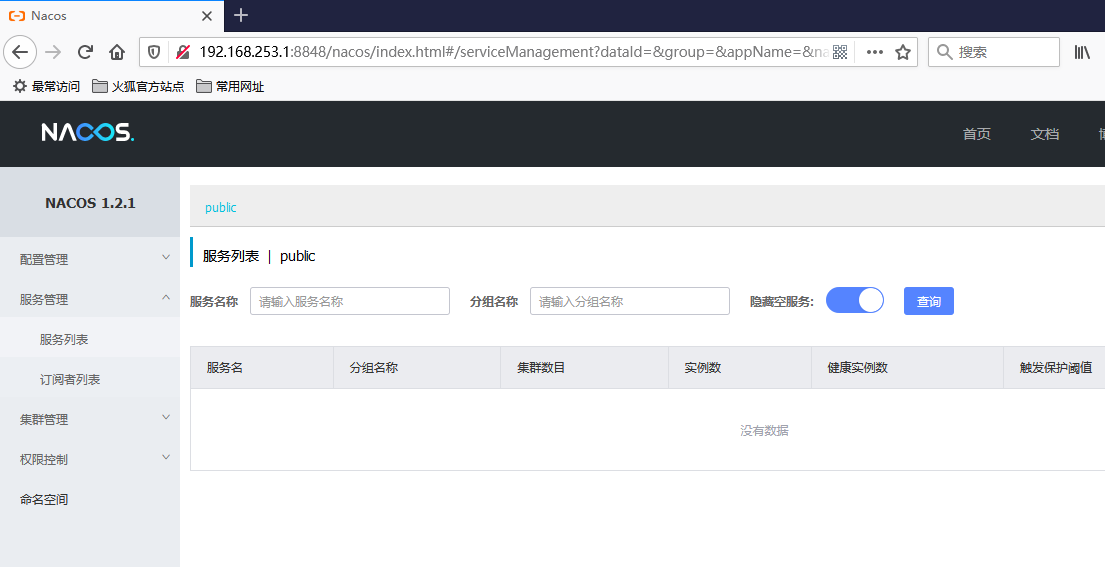 Nacos
192.168.253.1:8848/nacos/index.html#/serviceManagement?dataId=&group=&appName=&na
搜索
最常访问 火狐官方站点 常用网址
NACOS.
首页 文档
NACOS 1.2.1
public
配置管理
服务列表 | public
服务管理
服务名称 请输入服务名称 分组名称 请输入分组名称 隐藏空服务: 查询
服务列表
服务名 分组名称 集群数目 实例数 健康实例数 触发保护阈值
订阅者列表
集群管理
没有数据
权限控制
命名空间